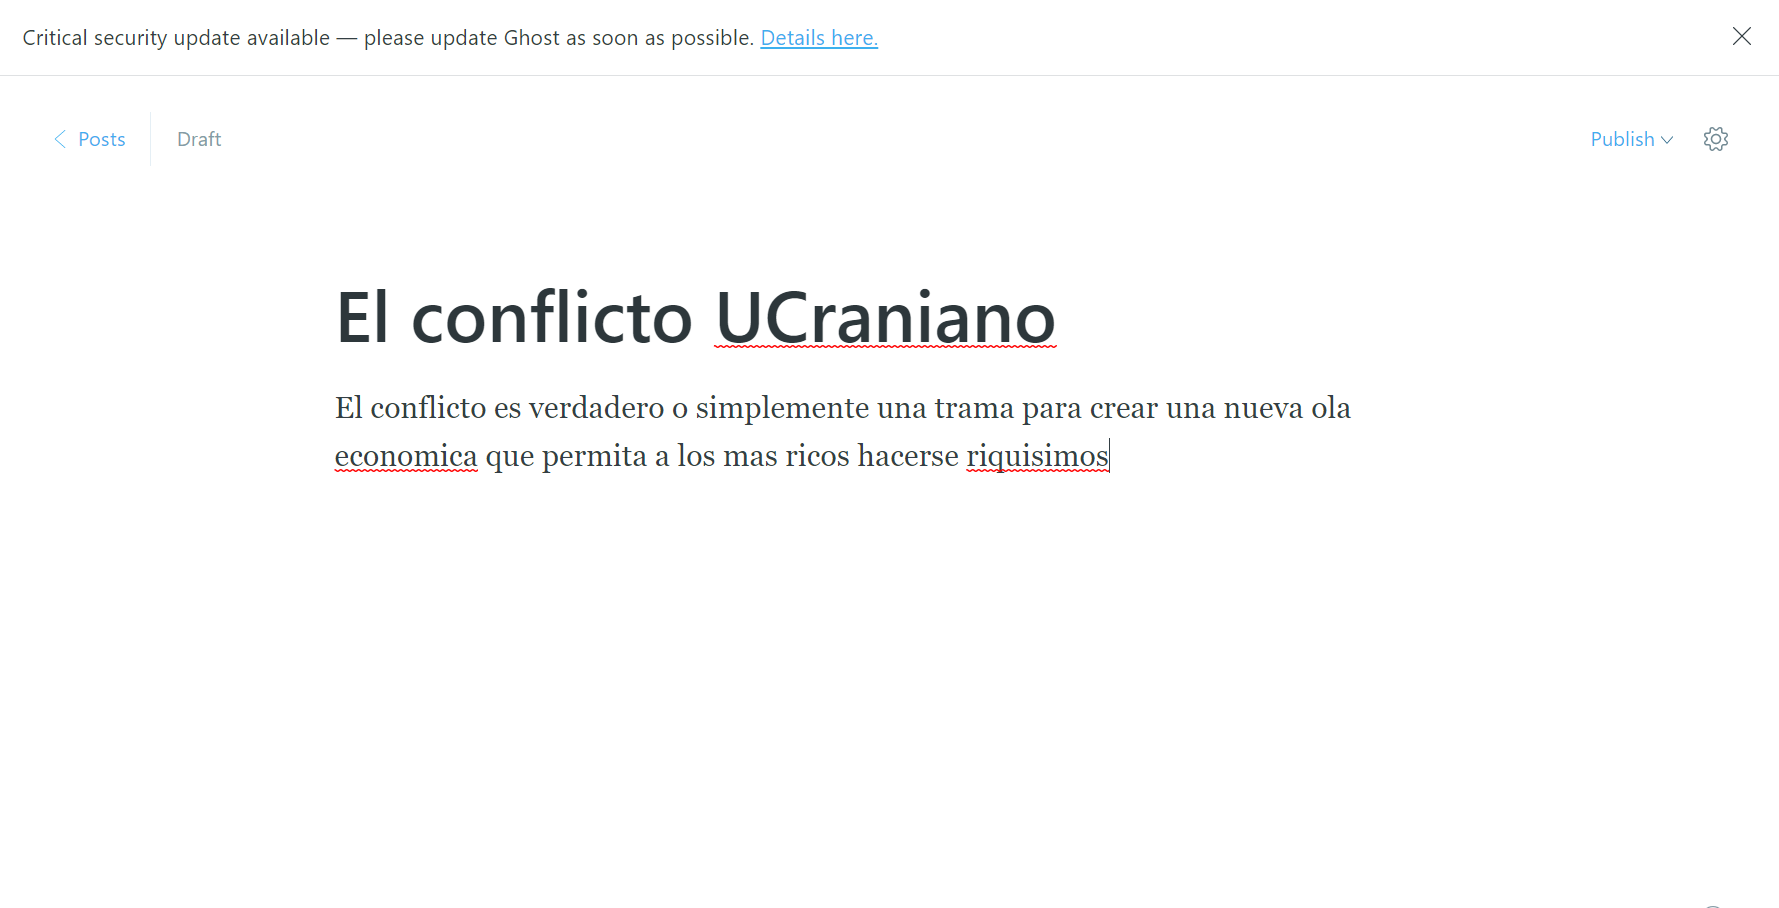 Critical security update available — please update Ghost as soon as possible. Details here.
Posts
Draft
Publish
El conflicto UCraniano
El conflicto es verdadero o simplemente una trama para crear una nueva ola
economica que permita a los mas ricos hacerse riquisimos